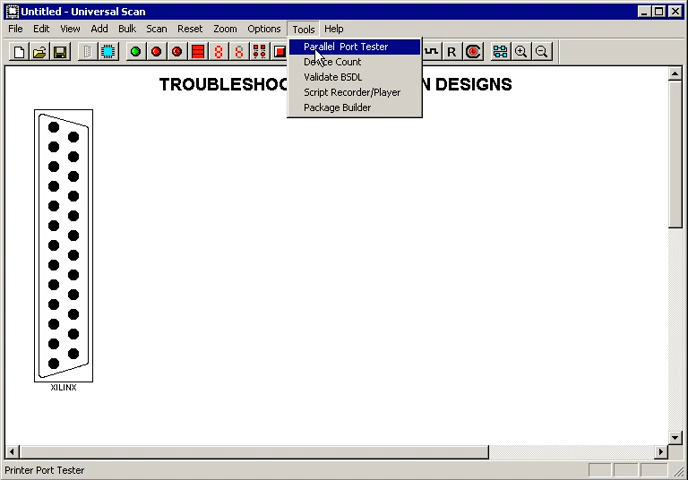 Untitled - Universal Scan
File Edit View Add Bulk Scan Reset Zoom Options Tools Help
R
Parallel Port Tester
Device Count
Validate BSDL
Script Recorder/Player
Package Builder
DESIGNS
XILINX
Printer Port Tester